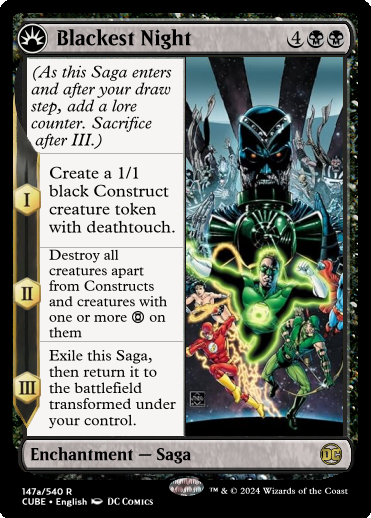 Blackest Night 4
(As this Saga enters
and after your draw
step, add a lore
counter. Sacrifice
after III.)
I
Create a 1/1
black Construct
creature token
with deathtouch.
II
Destroy all
creatures apart
from Constructs
and creatures with
one or more on
them
III
Exile this Saga,
then return it to
the battlefield
transformed under
your control.
Enchantment — Saga
DC
147a/540 R
CUBE • English DC COMICS
™ & © 2024 Wizards of the Coast